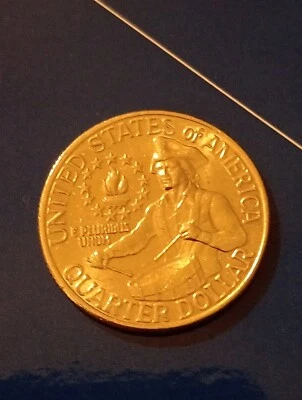 UNITED STATES OF AMERICA
E PLURIBUS
UNUM
QUARTER DOLLAR